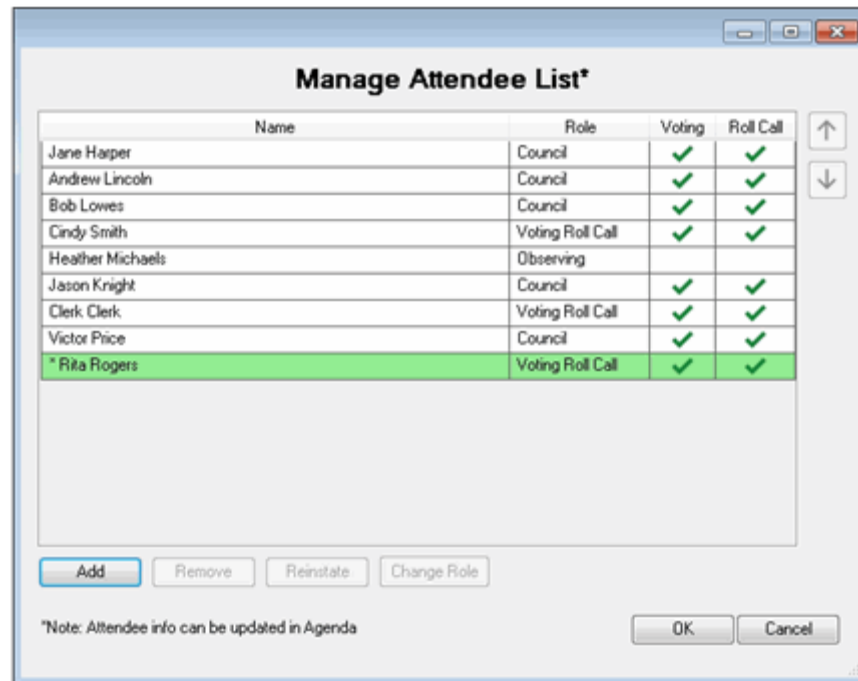 Manage Attendee List*
Name Role Voting Roll Call
Jane Harper Council
Andrew Lincoln Council
Bob Lowes Council
Cindy Smith Voting Roll Call
Heather Michaels Observing
Jason Knight Council
Clerk Clerk Voting Roll Call
Victor Price Council
* Rita Rogers Voting Roll Call
Add Remove Reinstate Change Role
*Note: Attendee info can be updated in Agenda OK Cancel